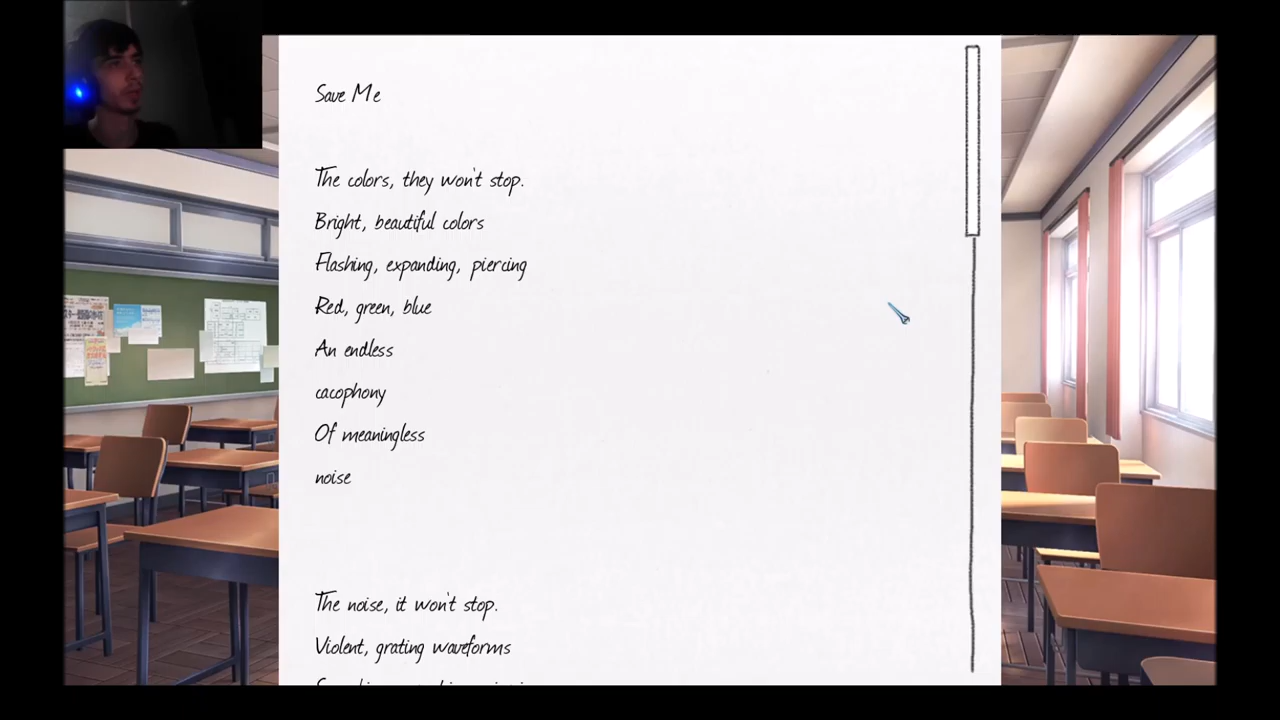 Save Me
The colors, they won't stop.
Bright, beautiful colors
Flashing, expanding, piercing
Red, green, blue
An endless
cacophony
Of meaningless
noise
The noise, it won't stop.
Violent, grating waveforms